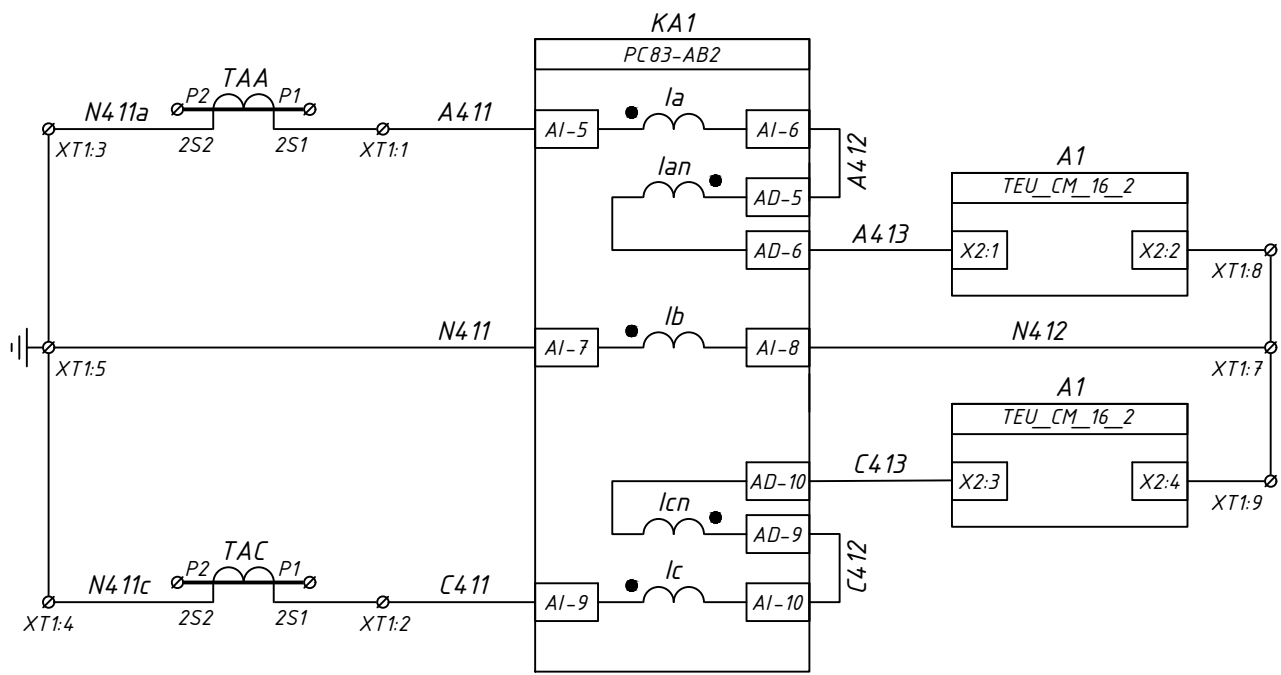 KA1
PC83-AB2
TAA
P2 P1
N411a
A411
2S2 2S1
XT1:3
XT1:1
AI-5
Ia
AI-6
A412
Ian
AD-5
AD-6
A413
A1
TEU_CM_16_2
X2:1
X2:2
XT1:8
N411
AI-7
Ib
AI-8
N412
XT1:5
XT1:7
A1
TEU_CM_16_2
X2:3
X2:4
XT1:9
C413
AD-10
Icn
AD-9
C412
TAC
P2 P1
N411c
C411
2S2 2S1
XT1:4
XT1:2
AI-9
Ic
AI-10